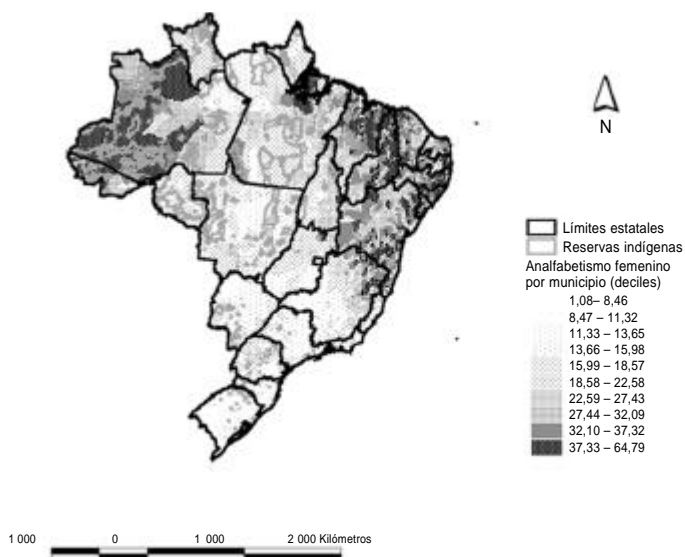 N
Límites estatales
Reservas indígenas
Analfabetismo femenino
por municipio (deciles)
1,08– 8,46
8,47 – 11,32
11,33 – 13,65
13,66 – 15,98
15,99 – 18,57
18,58 – 22,58
22,59 – 27,43
27,44 – 32,09
32,10 – 37,32
37,33 – 64,79
1 000 0 1 000 2 000 Kilómetros